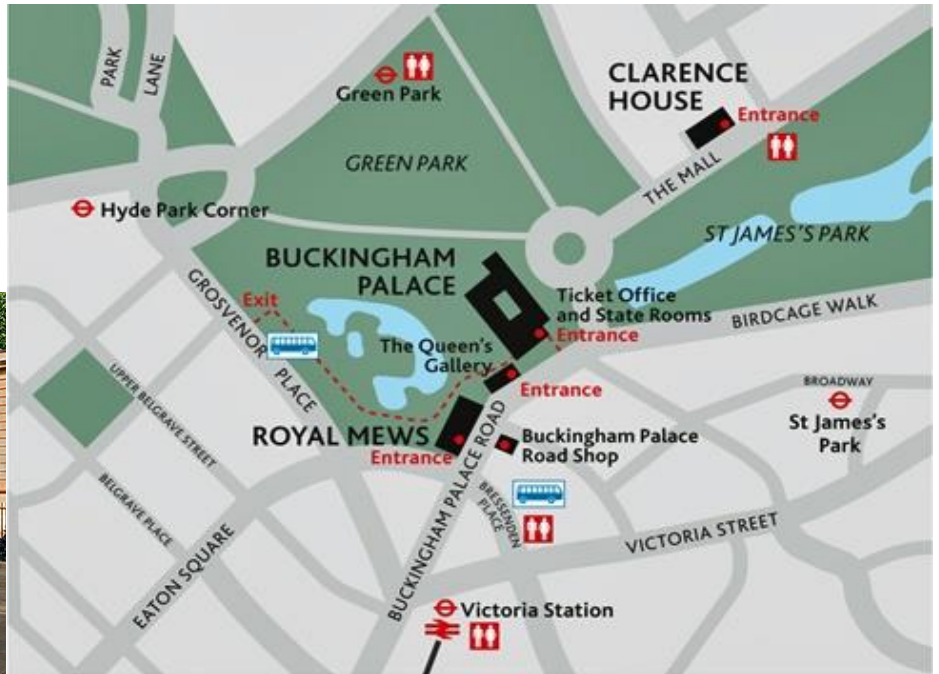 PARK
LANE
Green Park
CLARENCE
HOUSE
Entrance
GREEN PARK
THE MALL
Hyde Park Corner
ST JAMES'S PARK
BUCKINGHAM
PALACE
Exit
GROSVENOR PLACE
Ticket Office
and State Rooms
Entrance
BIRDCAGE WALK
The Queen's
Gallery
Entrance
UPPER BELGRAVE STREET
BROADWAY
St James's
Park
ROYAL MEWS
Entrance
Buckingham Palace
Road Shop
BUCKINGHAM PALACE ROAD
BELGRAVE PLACE
BRESSENDEN
PLACE
VICTORIA STREET
EATON SQUARE
Victoria Station